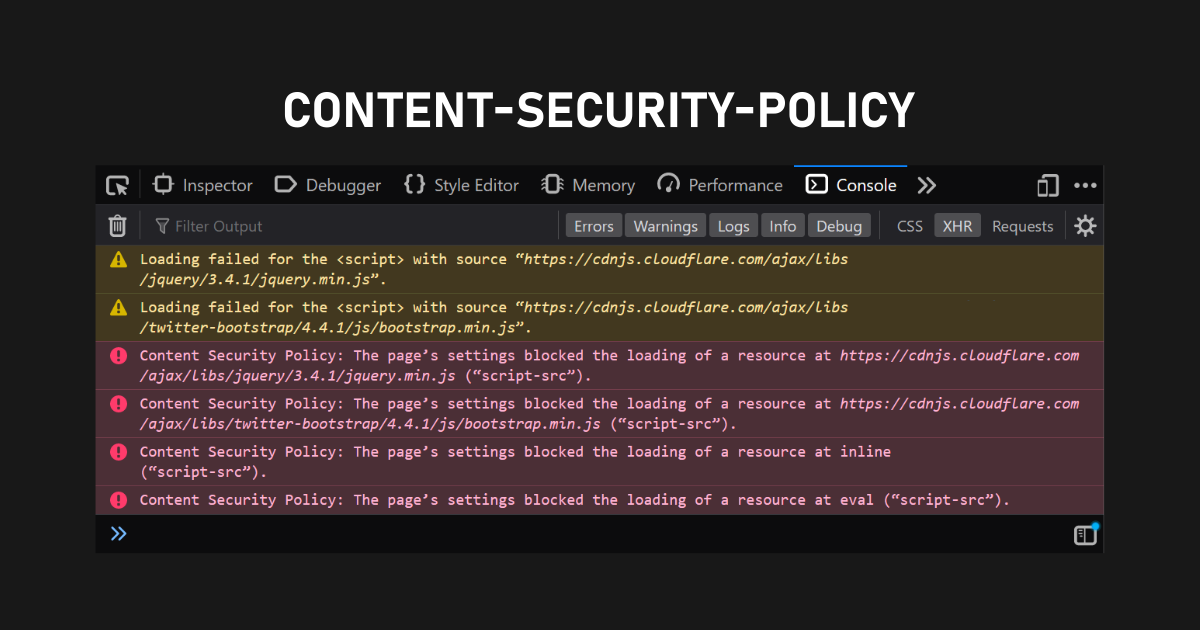 CONTENT-SECURITY-POLICY
Inspector Debugger {} Style Editor Memory Performance Console
Filter Output Errors Warnings Logs Info Debug CSS XHR Requests
Loading failed for the <script> with source “https://cdnjs.cloudflare.com/ajax/libs
/jquery/3.4.1/jquery.min.js”.
Loading failed for the <script> with source “https://cdnjs.cloudflare.com/ajax/libs
/twitter-bootstrap/4.4.1/js/bootstrap.min.js”.
Content Security Policy: The page’s settings blocked the loading of a resource at https://cdnjs.cloudflare.com
/ajax/libs/jquery/3.4.1/jquery.min.js (“script-src”).
Content Security Policy: The page’s settings blocked the loading of a resource at https://cdnjs.cloudflare.com
/ajax/libs/twitter-bootstrap/4.4.1/js/bootstrap.min.js (“script-src”).
Content Security Policy: The page’s settings blocked the loading of a resource at inline
(“script-src”).
Content Security Policy: The page’s settings blocked the loading of a resource at eval (“script-src”).